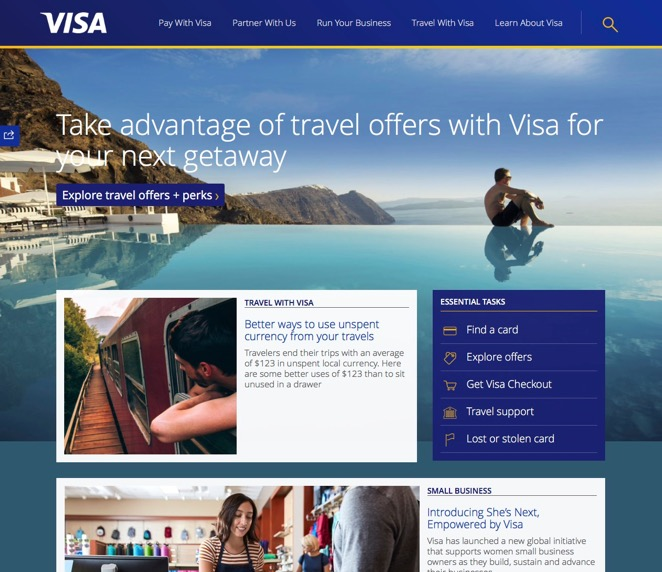 VISA
Pay With Visa
Partner With Us
Run Your Business
Travel With Visa
Learn About Visa
Take advantage of travel offers with Visa for
your next getaway
Explore travel offers + perks ›
TRAVEL WITH VISA
Better ways to use unspent
currency from your travels
Travelers end their trips with an average
of $123 in unspent local currency. Here
are some better uses of $123 than to sit
unused in a drawer
ESSENTIAL TASKS
Find a card
Explore offers
Get Visa Checkout
Travel support
Lost or stolen card
SMALL BUSINESS
Introducing She's Next,
Empowered by Visa
Visa has launched a new global initiative
that supports women small business
owners as they build, sustain and advance
their businesses